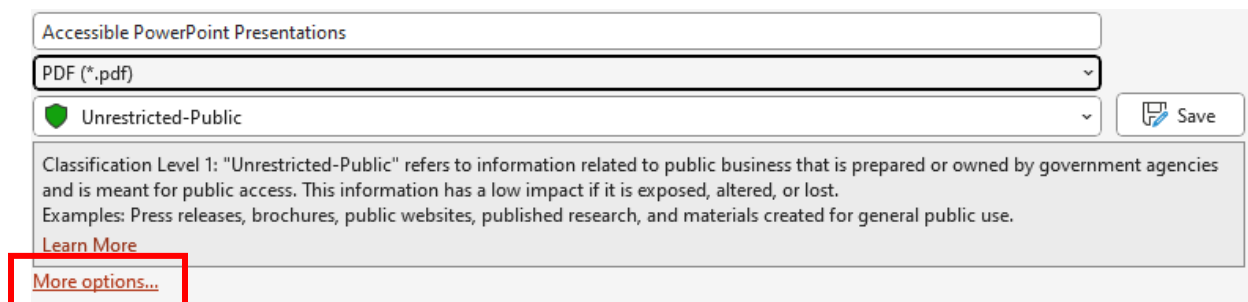 Accessible PowerPoint Presentations
PDF (*.pdf)
Unrestricted-Public
Save
Classification Level 1: "Unrestricted-Public" refers to information related to public business that is prepared or owned by government agencies
and is meant for public access. This information has a low impact if it is exposed, altered, or lost.
Examples: Press releases, brochures, public websites, published research, and materials created for general public use.
Learn More
More options...